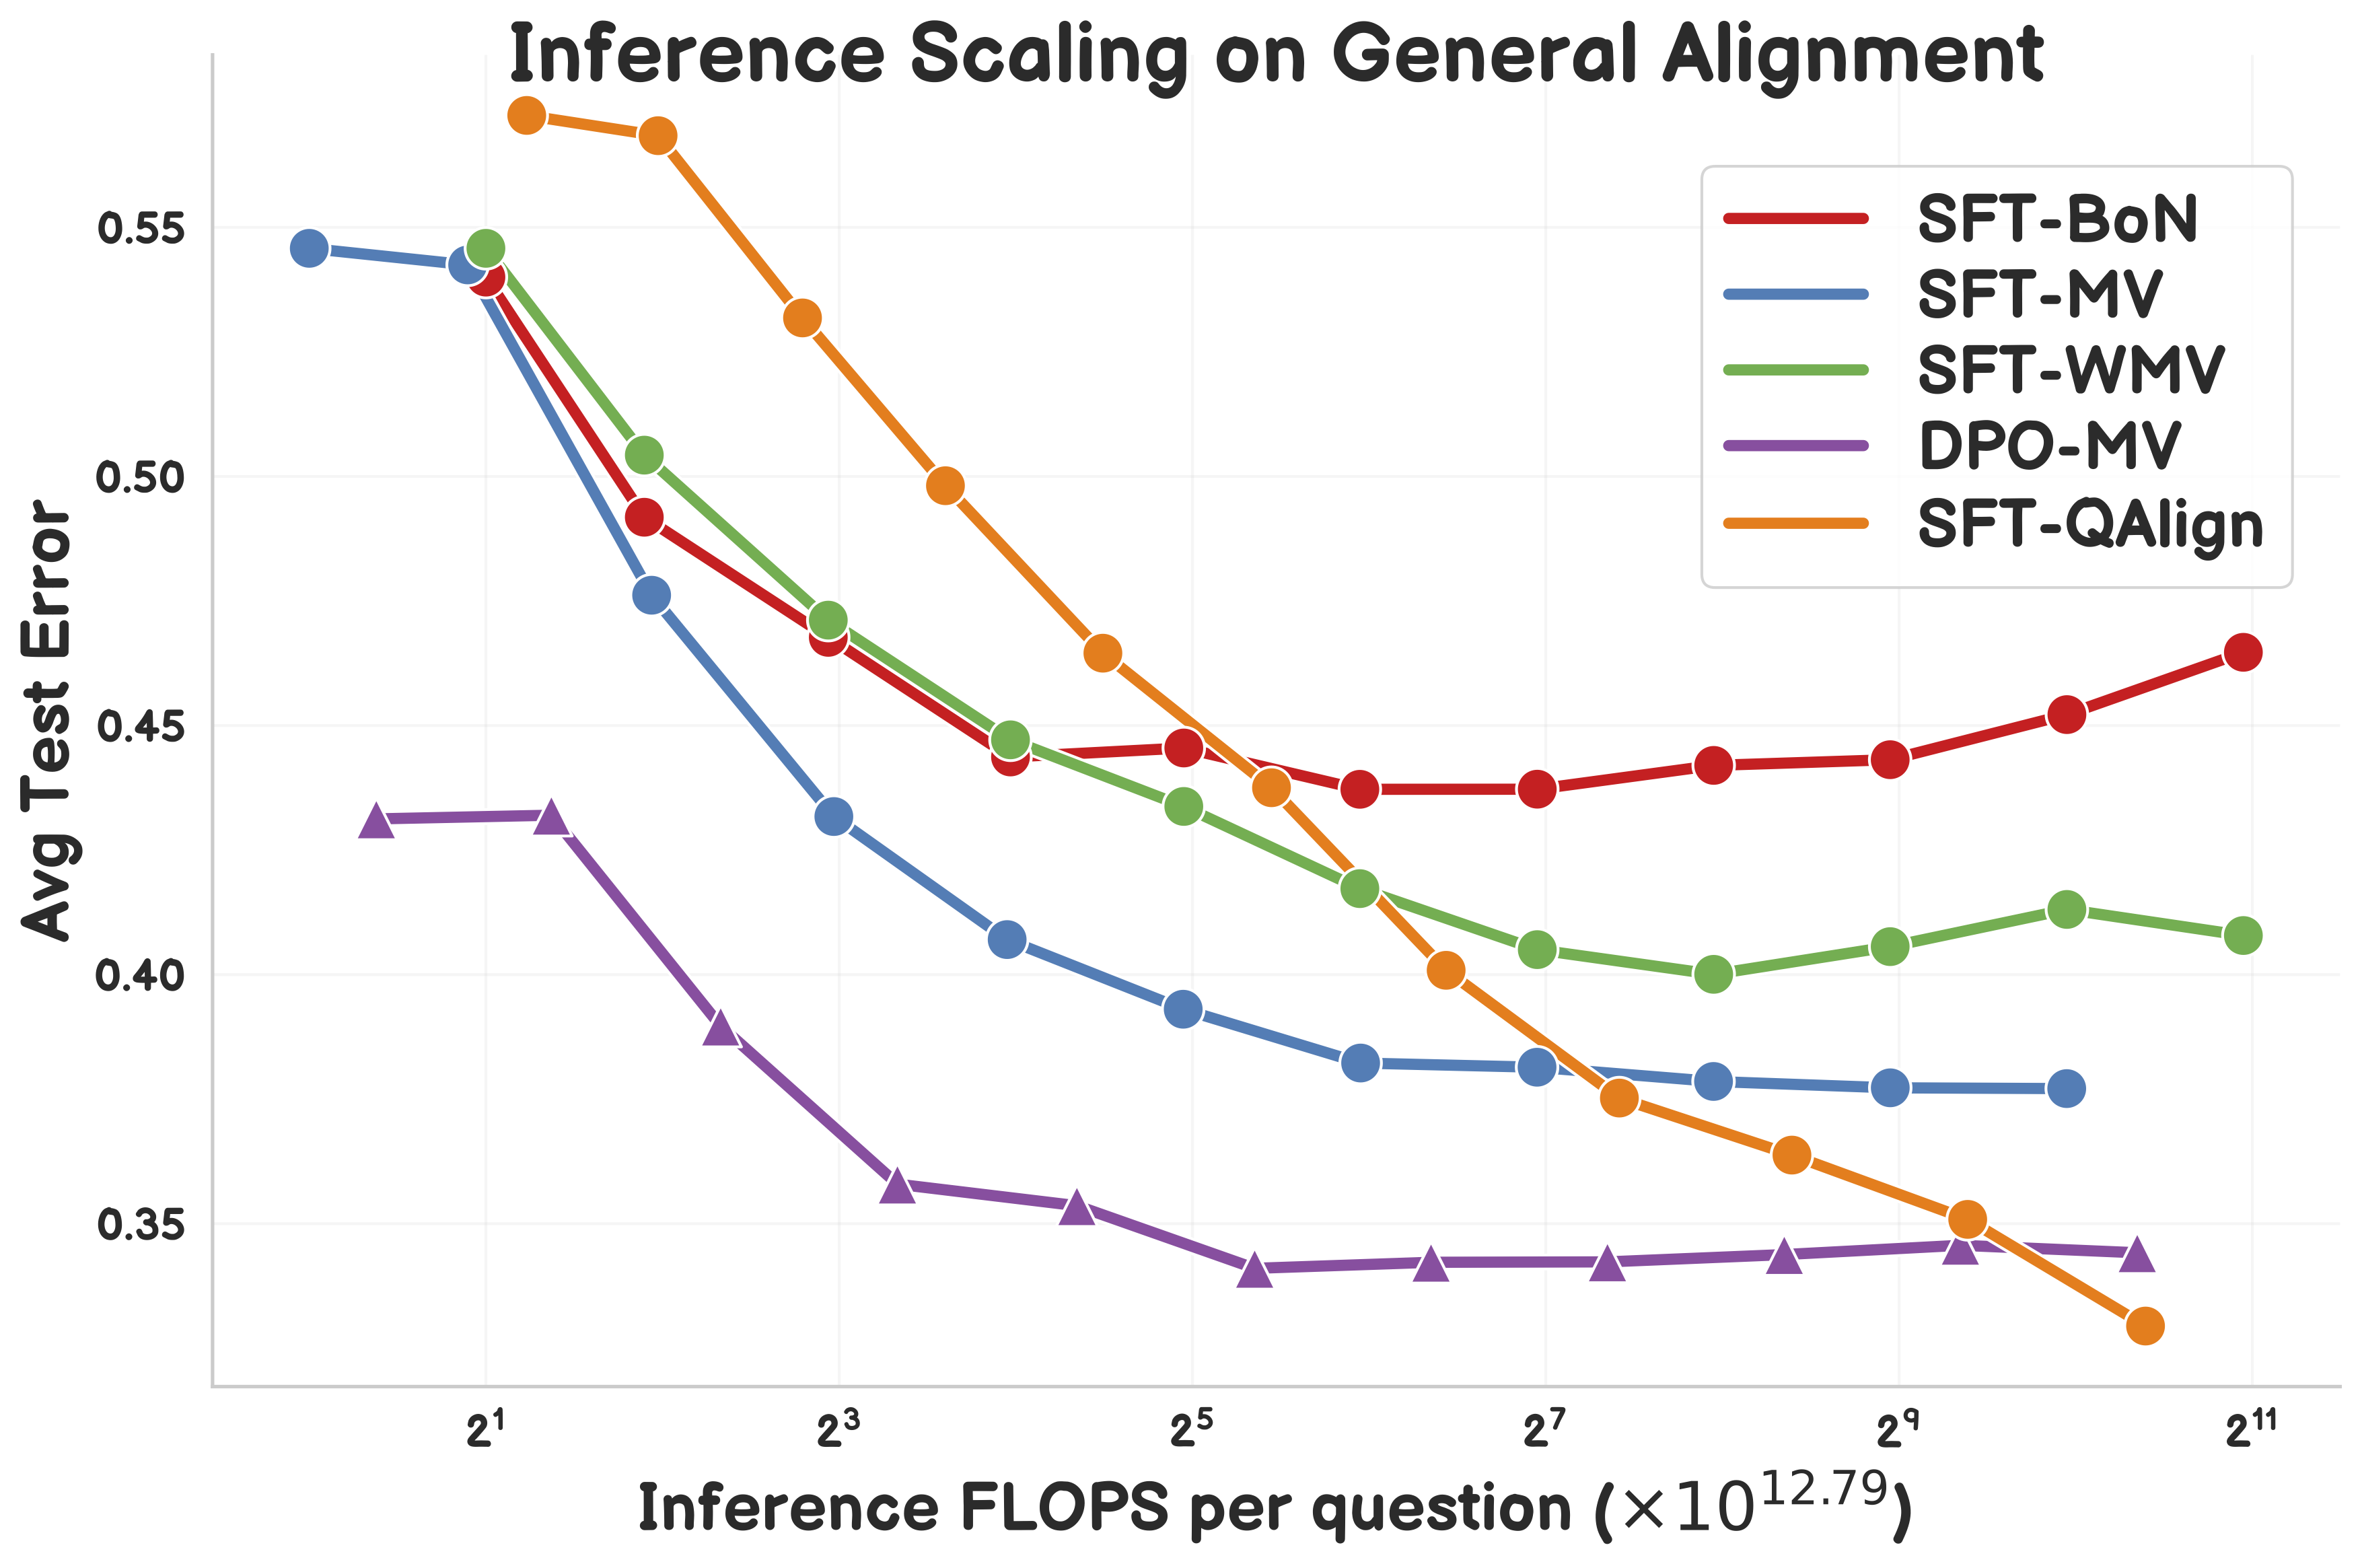 Inference Scaling on General Alignment
SFT-BoN
SFT-MV
SFT-WMV
DPO-MV
SFT-QAlign
Avg Test Error
0.55
0.50
0.45
0.40
0.35
2¹ 2³ 2⁵ 2⁷ 2⁹ 2¹¹
Inference FLOPS per question (×10¹²·⁷⁹)